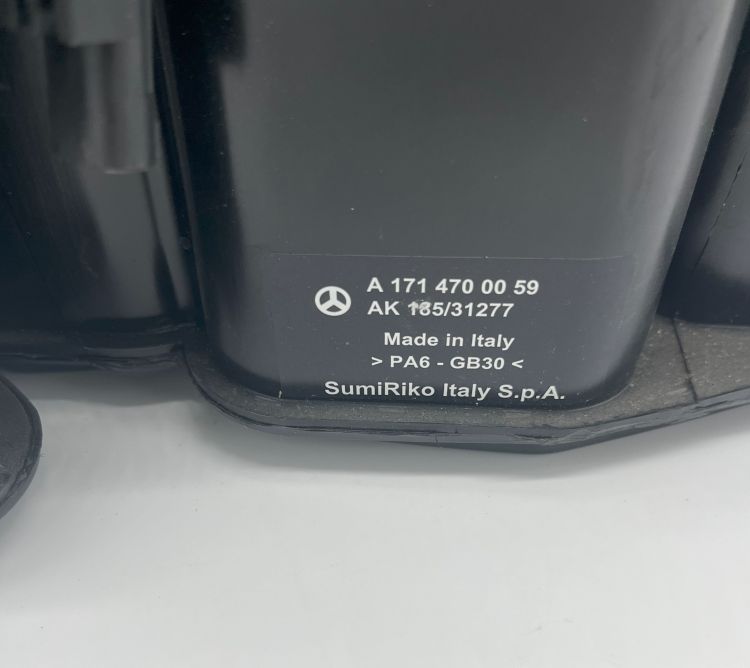 A 171 470 00 59
AK 185/31277
Made in Italy
> PA6 - GB30 <
SumiRiko Italy S.p.A.